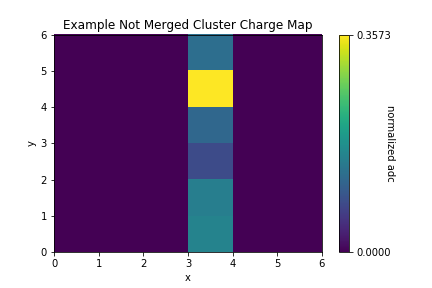 Example Not Merged Cluster Charge Map
6
5
4
3
2
1
0
y
0 1 2 3 4 5 6
x
0.3573
0.0000
normalized adc